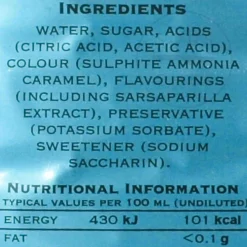 INGREDIENTS
WATER, SUGAR, ACIDS
(CITRIC ACID, ACETIC ACID),
COLOUR (SULPHITE AMMONIA
CARAMEL), FLAVOURINGS
(INCLUDING SARSAPARILLA
EXTRACT), PRESERVATIVE
(POTASSIUM SORBATE),
SWEETENER (SODIUM
SACCHARIN).
NUTRITIONAL INFORMATION
TYPICAL VALUES PER 100 ML (UNDILUTED)
ENERGY 430 kJ 101 kcal
FAT <0.1 g